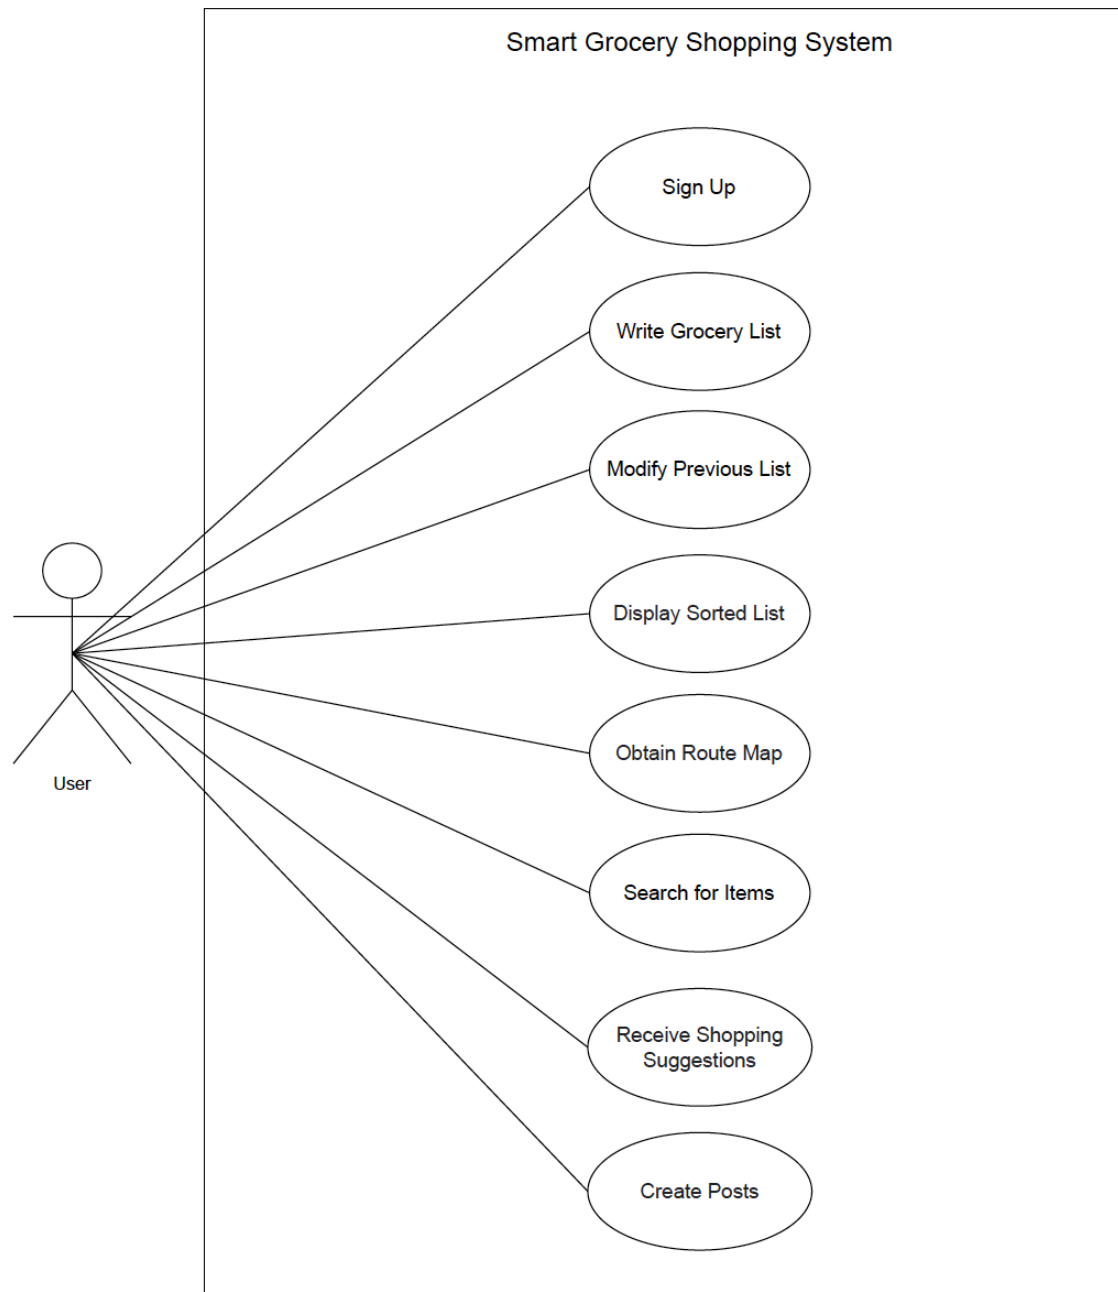 Smart Grocery Shopping System
Sign Up
Write Grocery List
Modify Previous List
Display Sorted List
Obtain Route Map
User
Search for Items
Receive Shopping
Suggestions
Create Posts